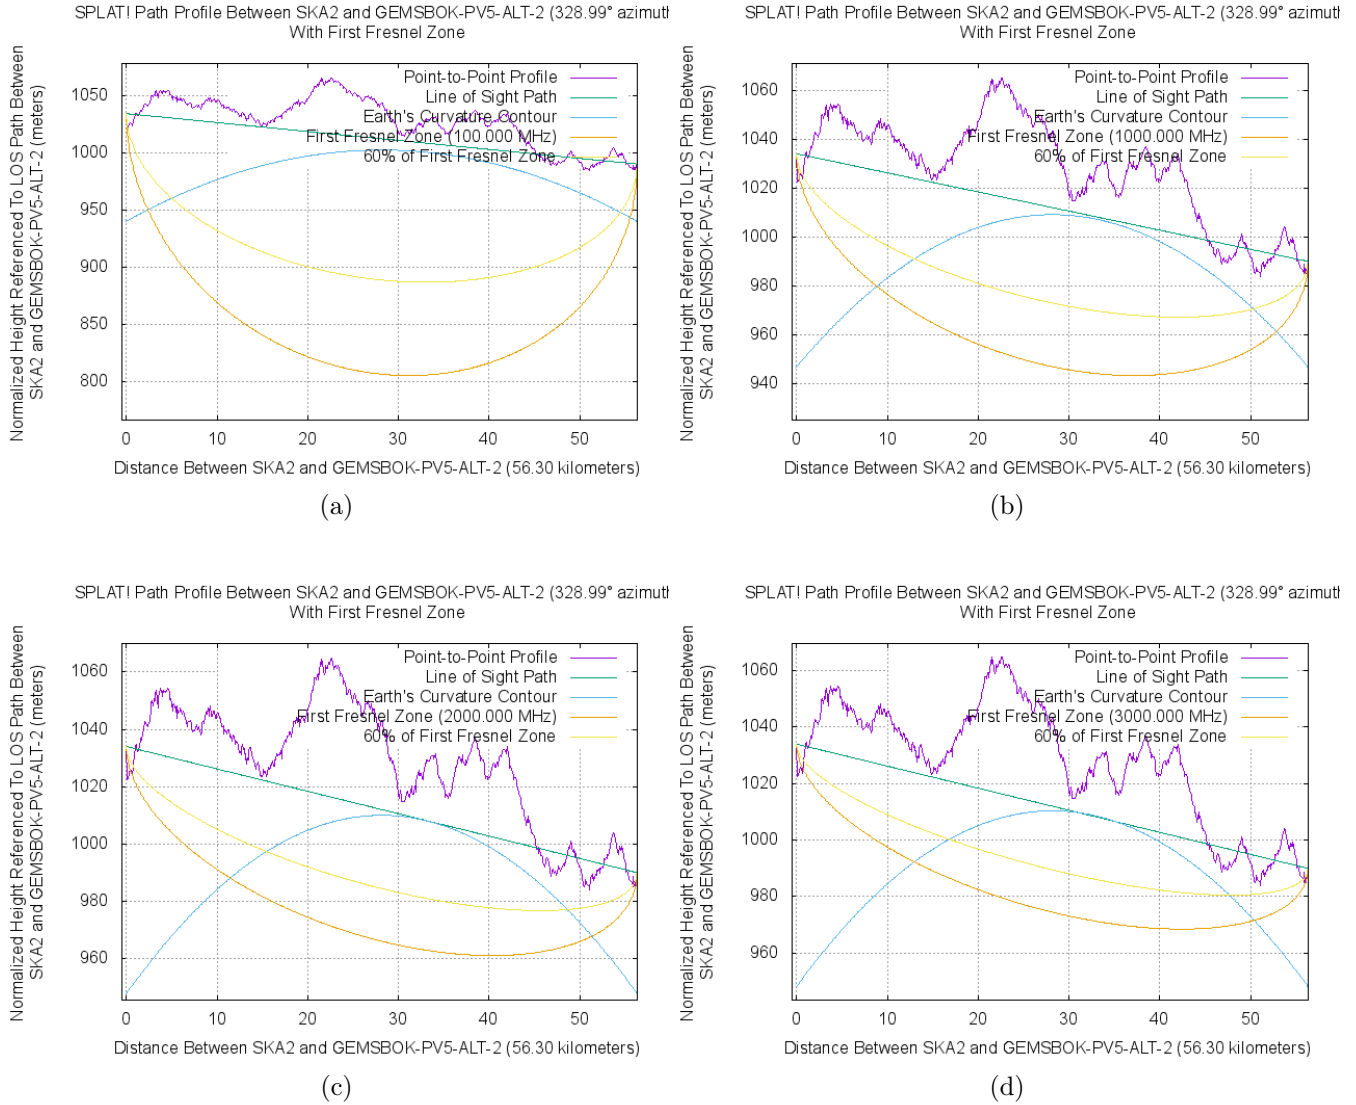 SPLAT! Path Profile Between SKA2 and GEMSBOK-PV5-ALT-2 (328.99° azimuth
With First Fresnel Zone
Normalized Height Referenced To LOS Path Between
SKA2 and GEMSBOK-PV5-ALT-2 (meters)
Point-to-Point Profile
Line of Sight Path
Earth's Curvature Contour
First Fresnel Zone (100.000 MHz)
60% of First Fresnel Zone
1050
1000
950
900
850
800
0 10 20 30 40 50
Distance Between SKA2 and GEMSBOK-PV5-ALT-2 (56.30 kilometers)
(a)
SPLAT! Path Profile Between SKA2 and GEMSBOK-PV5-ALT-2 (328.99° azimuth
With First Fresnel Zone
Normalized Height Referenced To LOS Path Between
SKA2 and GEMSBOK-PV5-ALT-2 (meters)
Point-to-Point Profile
Line of Sight Path
Earth's Curvature Contour
First Fresnel Zone (1000.000 MHz)
60% of First Fresnel Zone
1060
1040
1020
1000
980
960
940
0 10 20 30 40 50
Distance Between SKA2 and GEMSBOK-PV5-ALT-2 (56.30 kilometers)
(b)
SPLAT! Path Profile Between SKA2 and GEMSBOK-PV5-ALT-2 (328.99° azimuth
With First Fresnel Zone
Normalized Height Referenced To LOS Path Between
SKA2 and GEMSBOK-PV5-ALT-2 (meters)
Point-to-Point Profile
Line of Sight Path
Earth's Curvature Contour
First Fresnel Zone (2000.000 MHz)
60% of First Fresnel Zone
1060
1040
1020
1000
980
960
0 10 20 30 40 50
Distance Between SKA2 and GEMSBOK-PV5-ALT-2 (56.30 kilometers)
(c)
SPLAT! Path Profile Between SKA2 and GEMSBOK-PV5-ALT-2 (328.99° azimuth
With First Fresnel Zone
Normalized Height Referenced To LOS Path Between
SKA2 and GEMSBOK-PV5-ALT-2 (meters)
Point-to-Point Profile
Line of Sight Path
Earth's Curvature Contour
First Fresnel Zone (3000.000 MHz)
60% of First Fresnel Zone
1060
1040
1020
1000
980
960
0 10 20 30 40 50
Distance Between SKA2 and GEMSBOK-PV5-ALT-2 (56.30 kilometers)
(d)